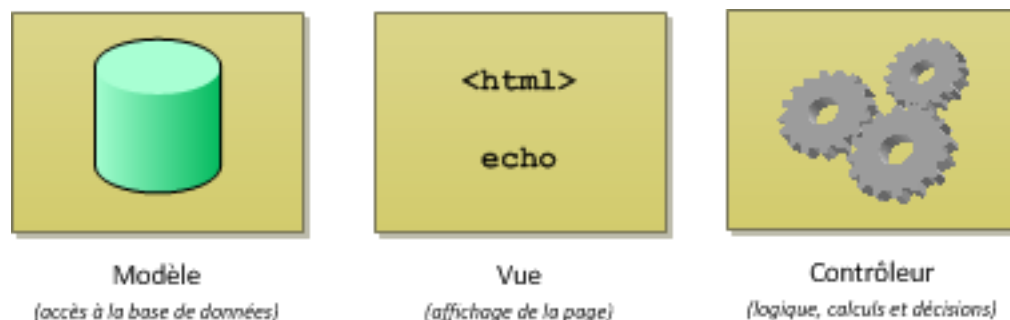 <html>
echo
Modèle
(accès à la base de données)
Vue
(affichage de la page)
Contrôleur
(logique, calculs et décisions)